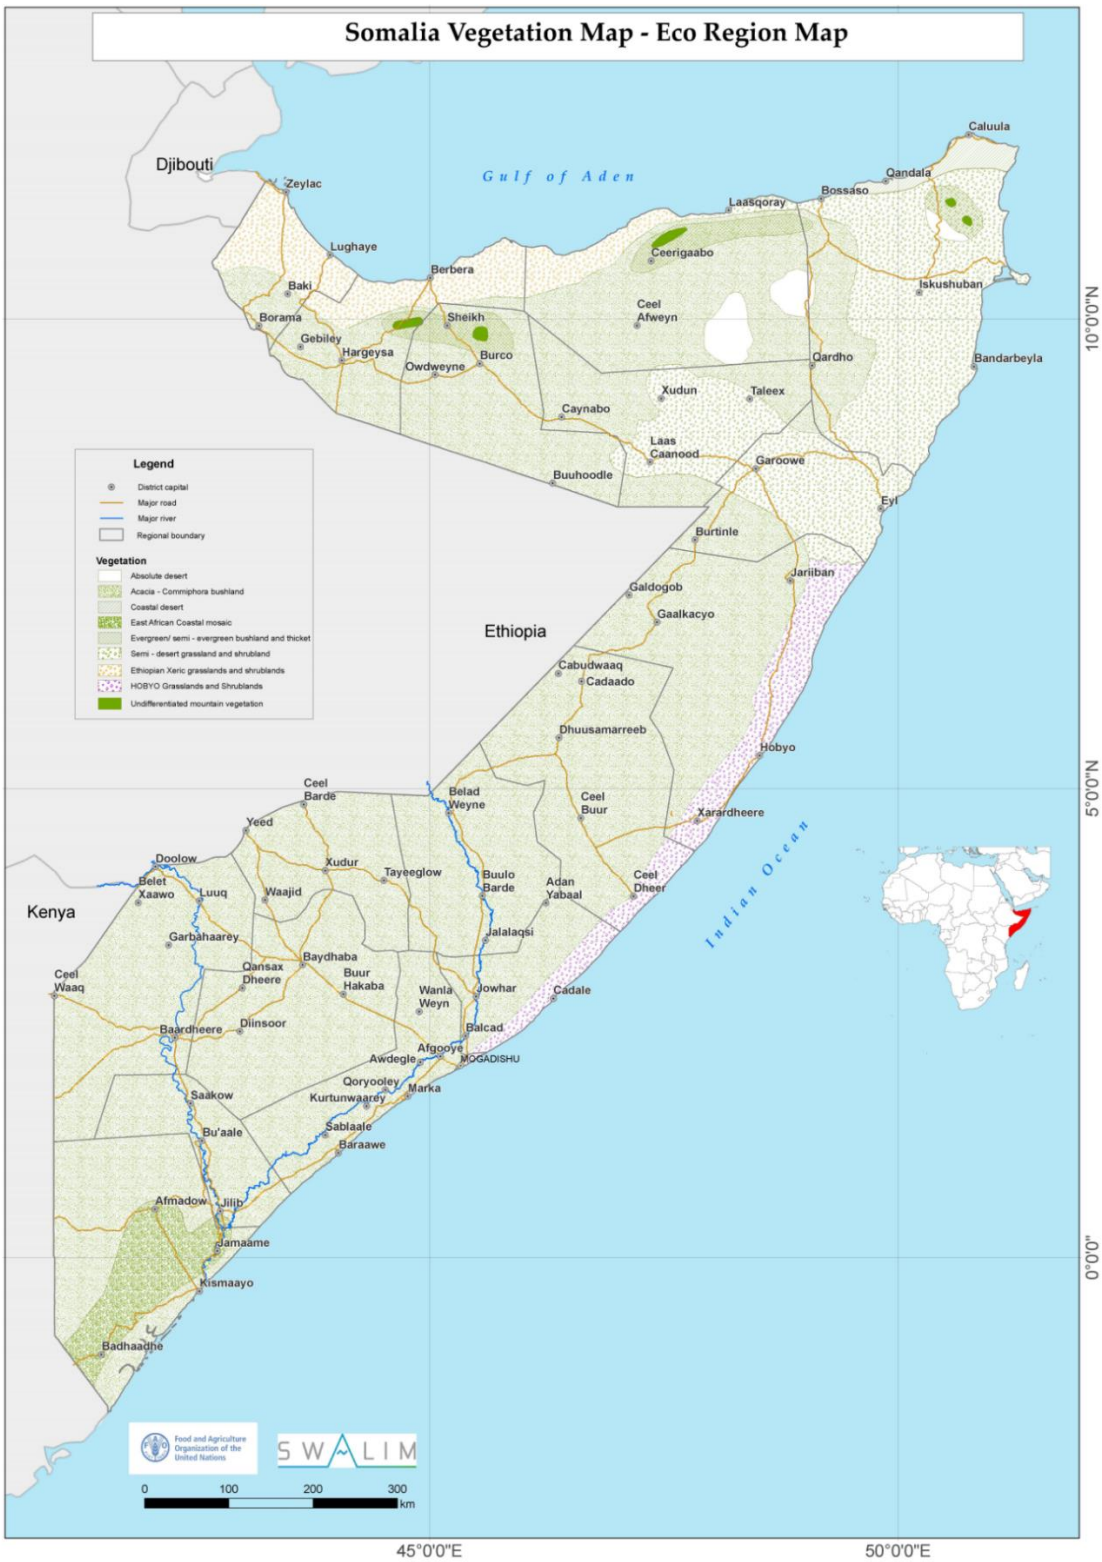 Somalia Vegetation Map - Eco Region Map
Caluula
Djibouti
Gulf of Aden
Qandala
Zeylac
Bossaso
Laasqoray
Lughaye
Ceerigaabo
Berbera
Iskushuban
Baki
Ceel
Afweyn
10°0'0"N
Borama
Sheikh
Gebiley
Hargeysa
Burco
Qardho
Bandarbeyla
Owdweyne
Xudun
Taleex
Caynabo
Laas
Caanood
Garoowe
Buuhoodle
Eyl
Legend
District capital
Major road
Major river
Regional boundary
Vegetation
Absolute desert
Acacia - Commiphora bushland
Coastal desert
East African Coastal mosaic
Evergreen/ semi - evergreen bushland and thicket
Semi - desert grassland and shrubland
Ethiopian Xeric grasslands and shrublands
HOBYO Grasslands and Shrublands
Undifferentiated mountain vegetation
Burtinle
Jariiban
Galdogob
Gaalkacyo
Ethiopia
Cabudwaaq
Cadaado
Dhuusamarreeb
Hobyo
Ceel
Barde
Belad
Weyne
Ceel
Buur
5°0'0"N
Xarardheere
Yeed
Doolow
Xudur
Tayeeglow
Buulo
Barde
Adan
Yabaal
Ceel
Dheer
Indian Ocean
Belet
Xaawo
Luuq
Waajid
Kenya
Garbahaarey
Jalalaqsi
Baydhaba
Ceel
Waaq
Qansax
Dheere
Buur
Hakaba
Wanla
Weyn
Jowhar
Cadale
Baardheere
Diinsoor
Balcad
Afgooye
Awdegle
MOGADISHU
Qoryooley
Marka
Kurtunwaarey
Saakow
Bu'aale
Sablaale
Baraawe
Afmadow
Jilib
Jamaame
0°0'0"
Kismaayo
Badhaadhe
FAO
Food and Agriculture
Organization of the
United Nations
SWALIM
0 100 200 300
km
45°0'0"E 50°0'0"E